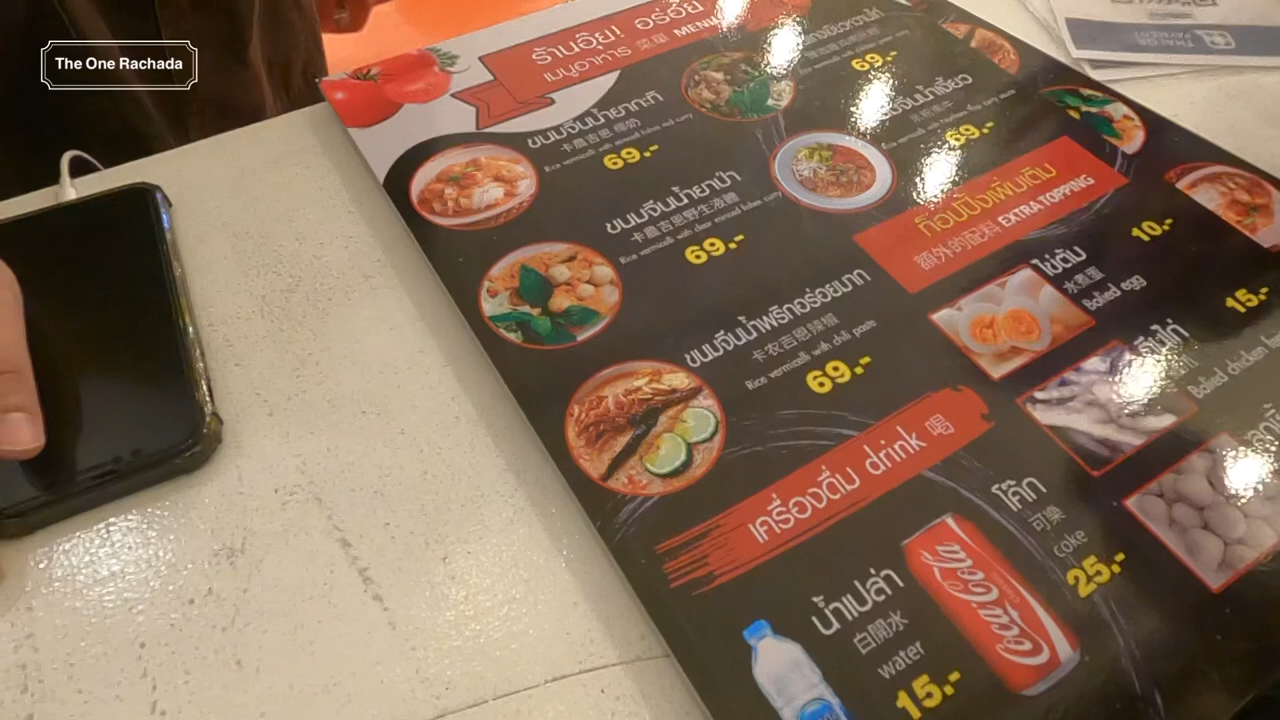 The One Rachada
ร้านอุ๊ย! อร่อย
เมนูอาหาร 菜單 MENU
ขนมจีนน้ำยากะทิ
卡農吉恩 椰奶
69.-
69.-
ขนมจีนน้ำยาป่า
卡農吉恩野生液體
Rice vermicelli with clear minced fishes curry
69.-
69.-
ขนมจีนน้ำพริกอร่อยมาก
卡农吉恩辣椒
Rice vermicelli with chili paste
69.-
ท็อปปิ้งเพิ่มเติม
額外的配料 EXTRA TOPPING
ไข่ต้ม
水煮蛋
Bolied egg
10.-
15.-
Bolied chicken
เครื่องดื่ม drink 喝
น้ำเปล่า
白開水
water
15.-
โค๊ก
可樂
coke
25.-
Coca-Cola